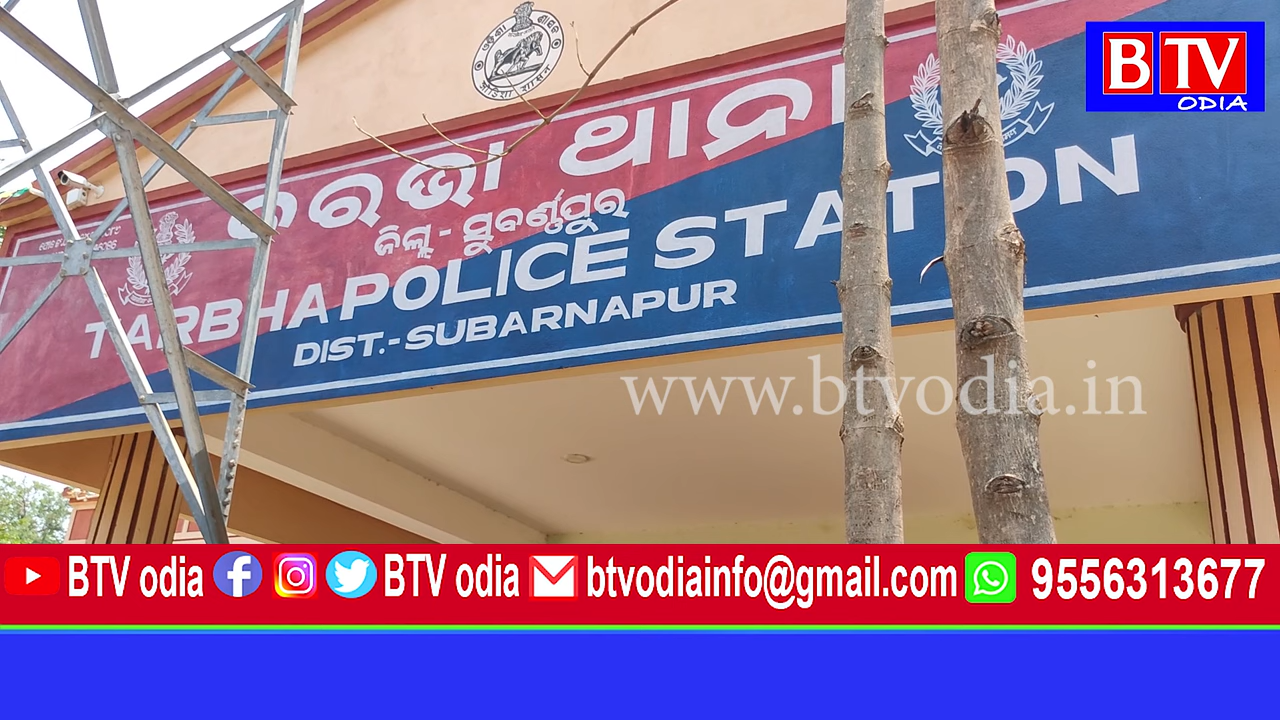 BTV
ODIA
ତରଭା ଥାନା
ଜିଲ୍ଲା - ସୁବର୍ଣ୍ଣପୁର
TARBHA POLICE STATION
DIST.-SUBARNAPUR
www.btvodia.in
BTV odia BTV odia btvodiainfo@gmail.com 9556313677